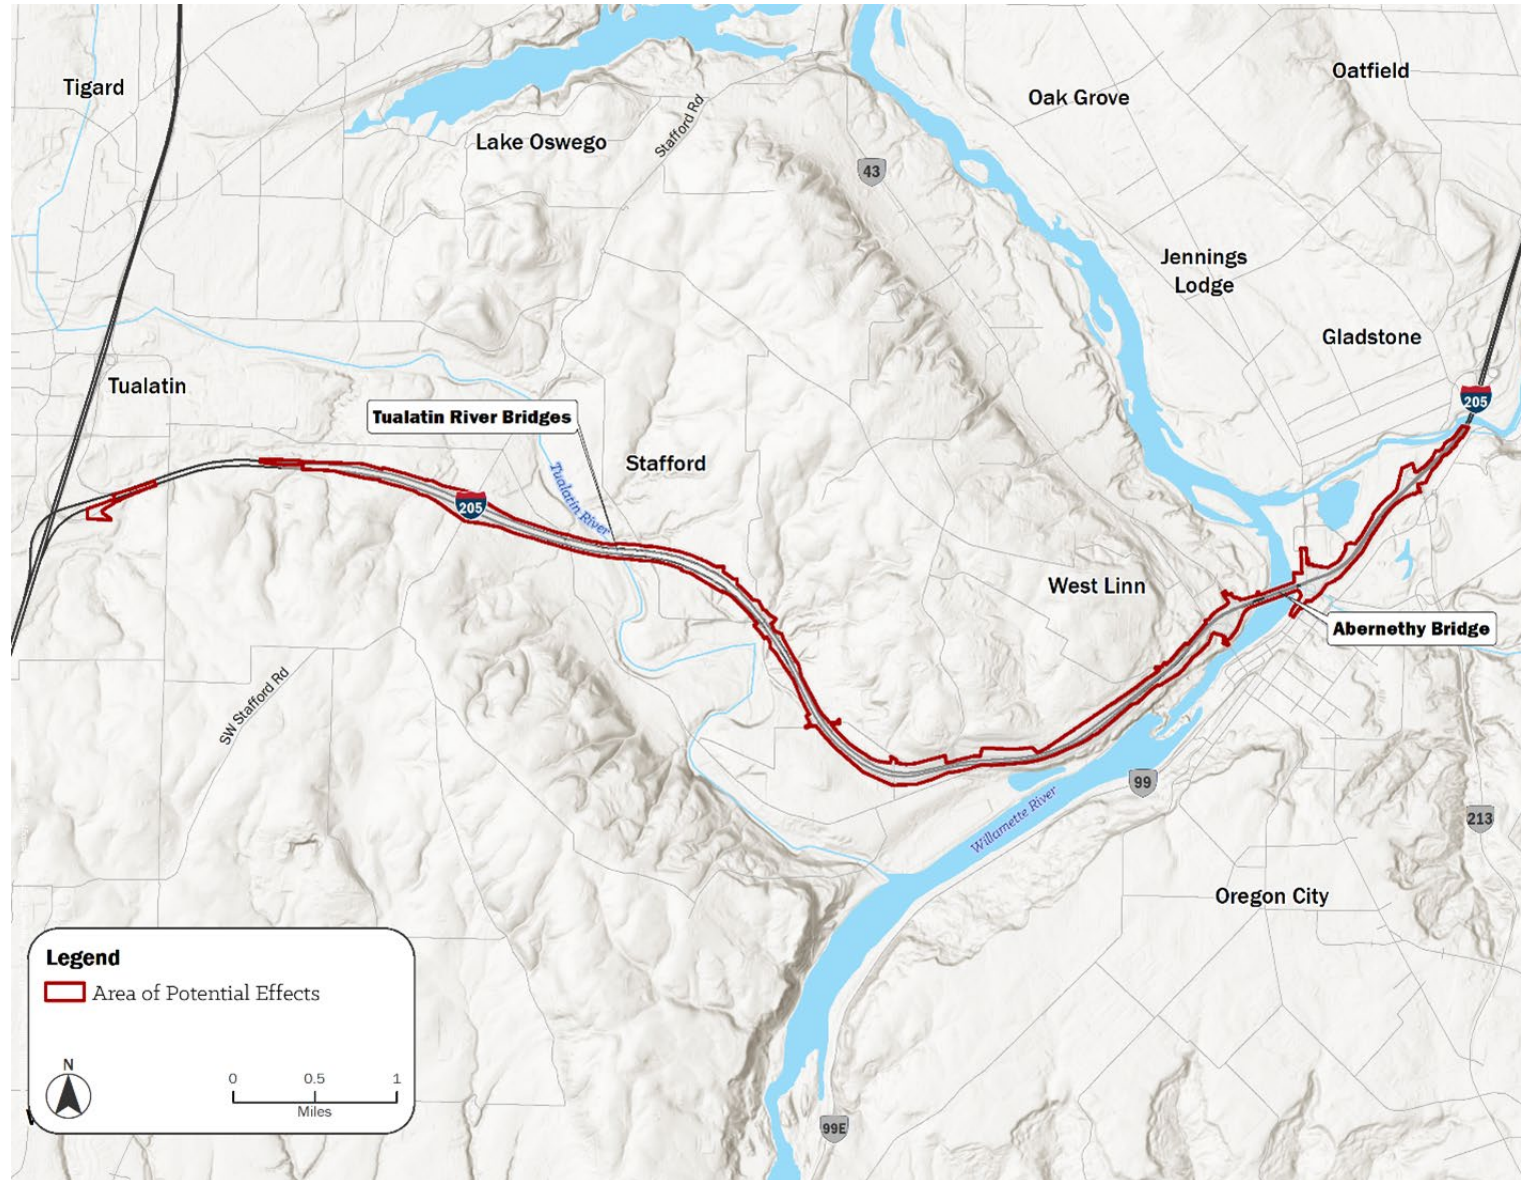 Tigard
Oatfield
Oak Grove
Lake Oswego
Stafford Rd
43
Jennings
Lodge
Gladstone
Tualatin
205
Tualatin River Bridges
Stafford
Tualatin River
205
West Linn
Abernethy Bridge
SW Stafford Rd
99
Willamette River
213
Oregon City
Legend
Area of Potential Effects
N
0 0.5 1
Miles
99E